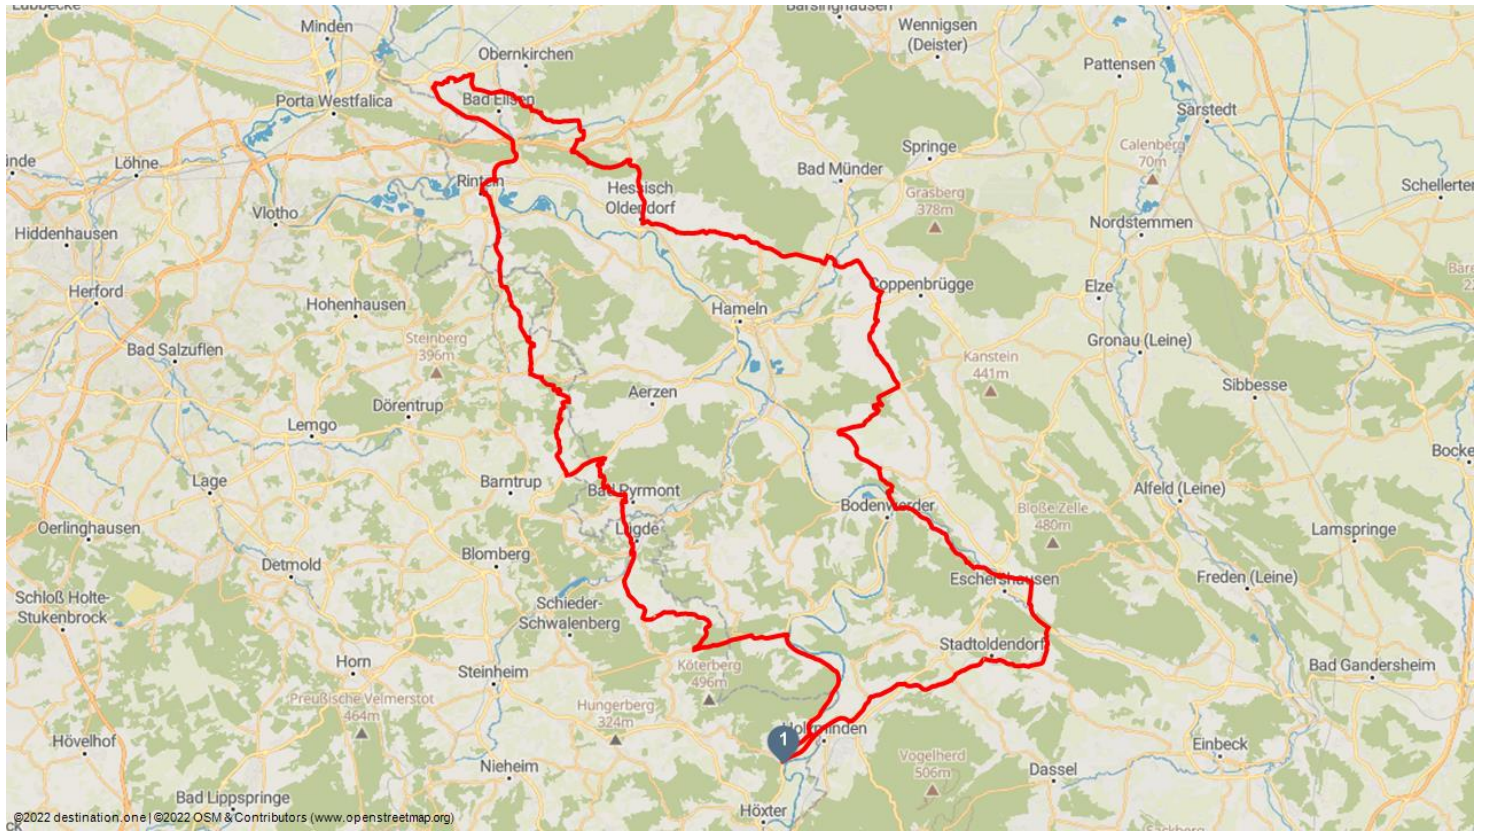 Lübbecke
Barsinghausen
Minden
Wennigsen
(Deister)
Obernkirchen
Pattensen
Porta Westfalica
Bad Eilsen
Sarstedt
Löhne
Springe
Calenberg
70m
Bad Münder
Rinteln
Hessisch
Oldendorf
Grasberg
378m
Vlotho
Nordstemmen
Hiddenhausen
Herford
Coppenbrügge
Elze
Hohenhausen
Hameln
Steinberg
396m
Gronau (Leine)
Bad Salzuflen
Kanstein
441m
Sibbesse
Aerzen
Dörentrup
Lemgo
Lage
Barntrup
Bad Pyrmont
Alfeld (Leine)
Bodenwerder
Bloße Zelle
480m
Oerlinghausen
Lügde
Lamspringe
Blomberg
Detmold
Eschershausen
Freden (Leine)
Schloß Holte-
Stukenbrock
Schieder-
Schwalenberg
Stadtoldendorf
Horn
Steinheim
Köterberg
496m
Bad Gandersheim
Preußische Velmerstot
464m
Hungerberg
324m
Holzminden
1
Hövelhof
Einbeck
Vogelherd
506m
Nieheim
Dassel
Bad Lippspringe
Höxter
©2022 destination.one | ©2022 OSM & Contributors (www.openstreetmap.org)